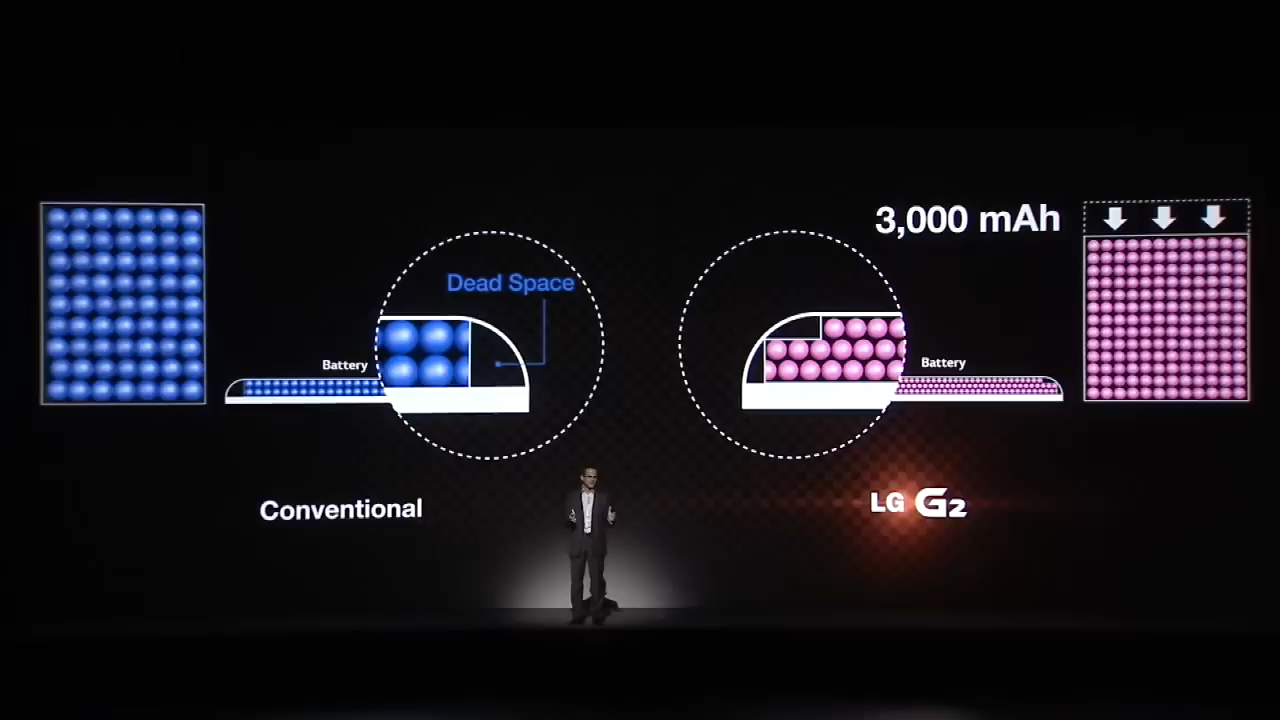 3,000 mAh
Dead Space
Battery
Battery
Conventional
LG G2